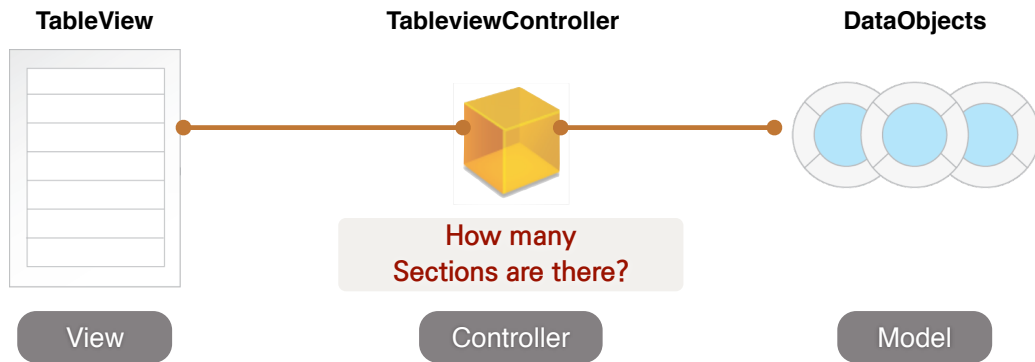 TableView
TableviewController
DataObjects
How many
Sections are there?
View
Controller
Model